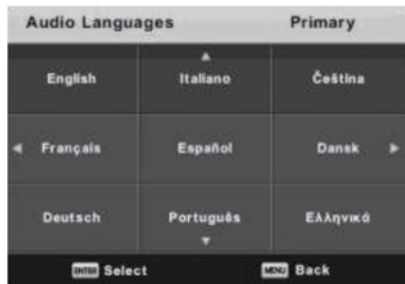 Audio Languages Primary
English Italiano Čeština
Français Español Dansk
Deutsch Português Ελληνικά
ENTER Select MENU Back